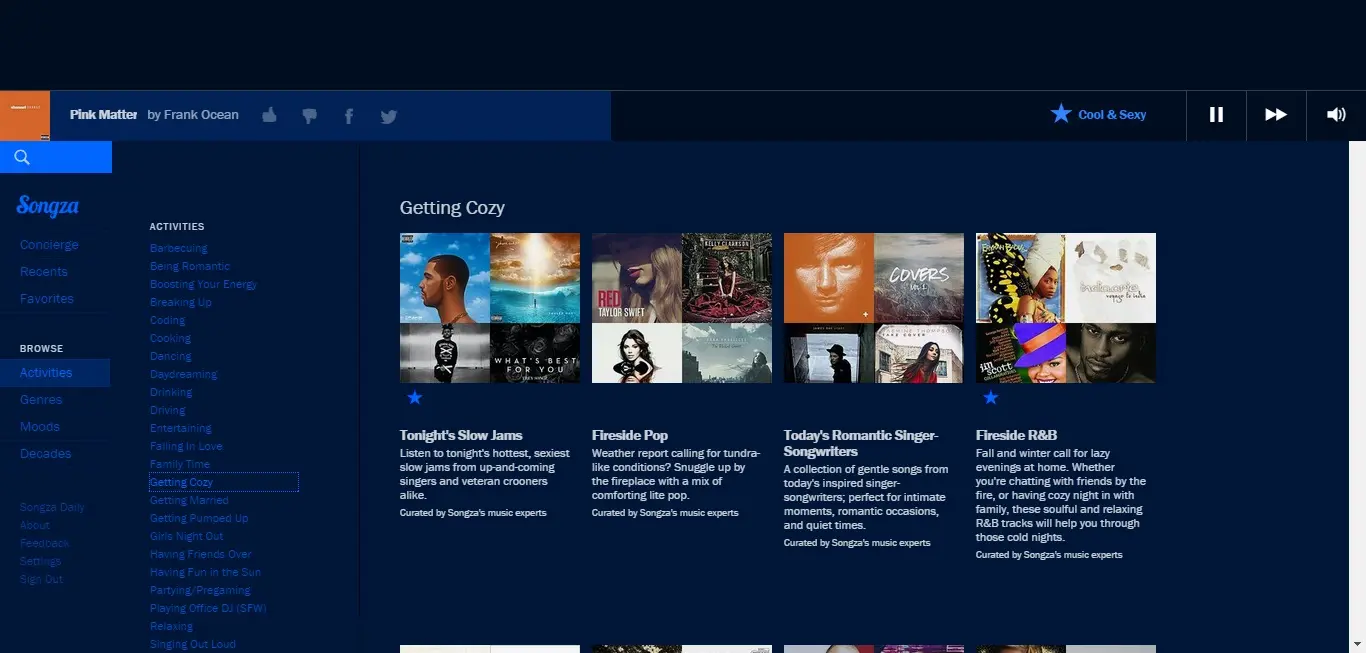 Pink Matter by Frank Ocean
Cool & Sexy
Songza
Concierge
Recents
Favorites
BROWSE
Activities
Genres
Moods
Decades
Songza Daily
About
Feedback
Settings
Sign Out
ACTIVITIES
Barbecuing
Being Romantic
Boosting Your Energy
Breaking Up
Coding
Cooking
Dancing
Daydreaming
Drinking
Driving
Entertaining
Falling In Love
Family Time
Getting Cozy
Getting Married
Getting Pumped Up
Girls Night Out
Having Friends Over
Having Fun in the Sun
Partying/Pregaming
Playing Office DJ (SFW)
Relaxing
Singing Out Loud
Getting Cozy
WHAT'S BEST
FOR YOU
RED
TAYLOR SWIFT
KELLY CLARKSON
COVERS
Tonight's Slow Jams
Listen to tonight's hottest, sexiest
slow jams from up-and-coming
singers and veteran crooners
alike.
Curated by Songza's music experts
Fireside Pop
Weather report calling for tundra-
like conditions? Snuggle up by
the fireplace with a mix of
comforting lite pop.
Curated by Songza's music experts
Today's Romantic Singer-
Songwriters
A collection of gentle songs from
today's inspired singer-
songwriters; perfect for intimate
moments, romantic occasions,
and quiet times.
Curated by Songza's music experts
Fireside R&B
Fall and winter call for lazy
evenings at home. Whether
you're chatting with friends by the
fire, or having cozy night in with
family, these soulful and relaxing
R&B tracks will help you through
those cold nights.
Curated by Songza's music experts